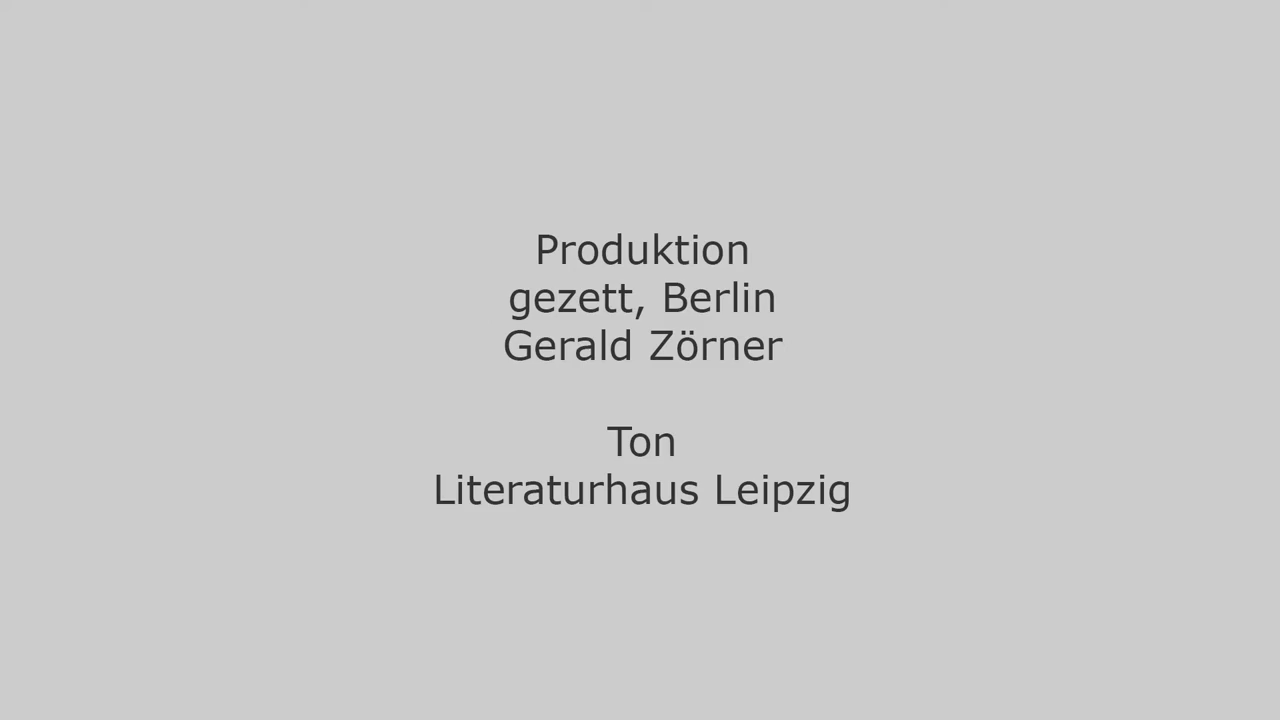 Produktion
gezett, Berlin
Gerald Zörner
Ton
Literaturhaus Leipzig